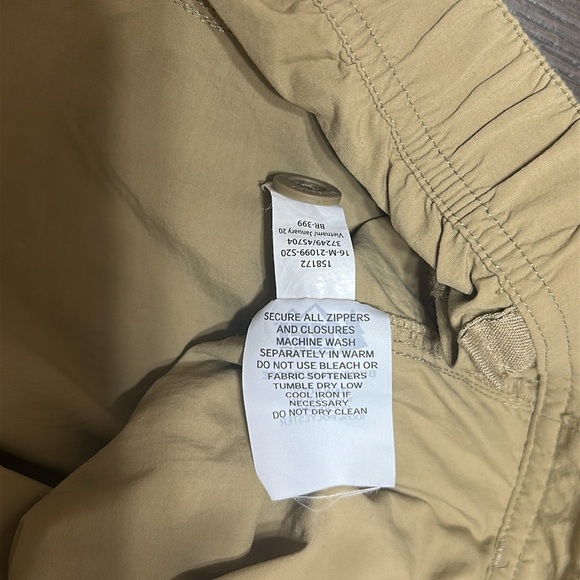 158172
16-M-21099-S20
37249/45704
Vietnam/January 20
BR-399
SECURE ALL ZIPPERS
AND CLOSURES
MACHINE WASH
SEPARATELY IN WARM
DO NOT USE BLEACH OR
FABRIC SOFTENERS
TUMBLE DRY LOW
COOL IRON IF
NECESSARY
DO NOT DRY CLEAN
100% POLYESTER